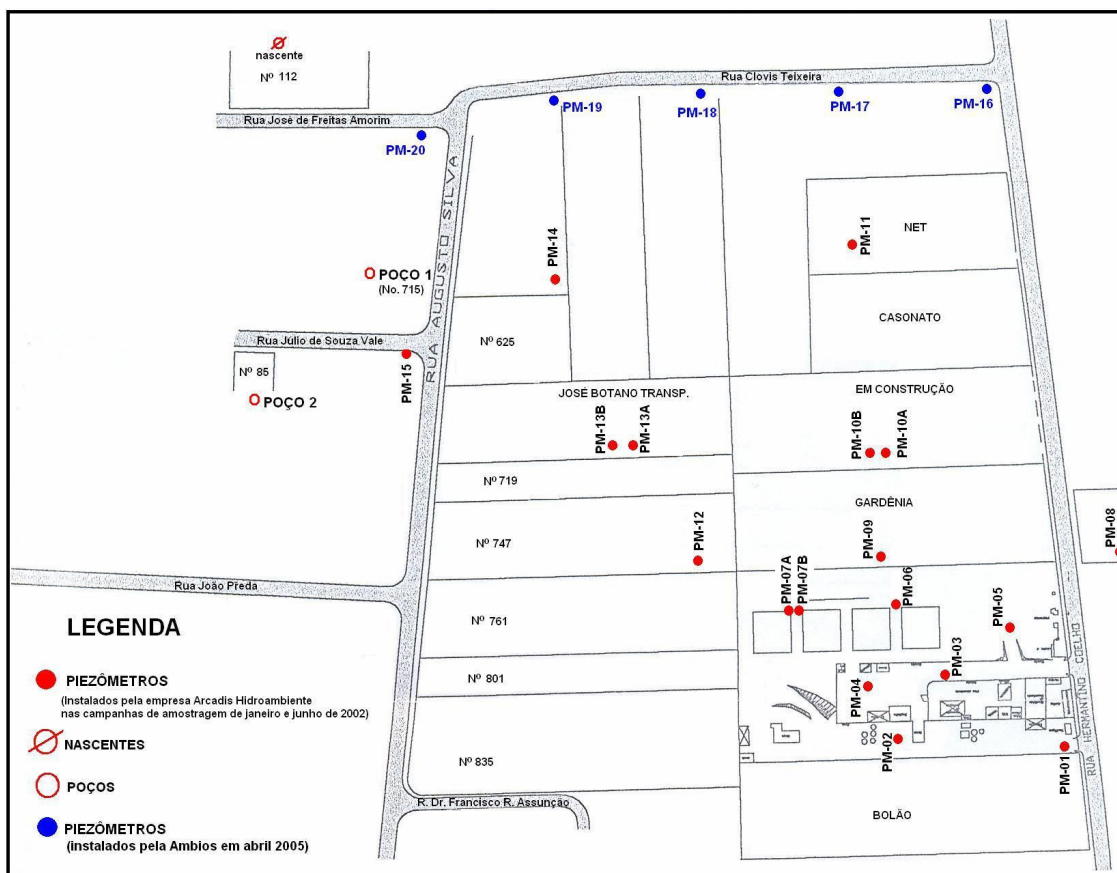 nascente
Nº 112
Rua Clovis Teixeira
PM-19
PM-18
PM-17
PM-16
Rua José de Freitas Amorim
PM-20
RUA AUGUSTO SILVA
PM-14
PM-11
NET
POÇO 1
(No. 715)
CASONATO
Rua Júlio de Souza Vale
Nº 625
PM-15
Nº 85
POÇO 2
JOSÉ BOTANO TRANSP.
EM CONSTRUÇÃO
PM-13B
PM-13A
PM-10B
PM-10A
Nº 719
GARDÊNIA
PM-08
Nº 747
PM-12
PM-09
Rua João Preda
PM-07A
PM-07B
PM-06
PM-05
Nº 761
RUA HERMANTINO COELHO
PM-03
Nº 801
PM-04
PM-02
PM-01
Nº 835
R. Dr. Francisco R. Assunção
BOLÃO
LEGENDA
PIEZÔMETROS
(Instalados pela empresa Arcadis Hidroambiente
nas campanhas de amostragem de janeiro e junho de 2002)
NASCENTES
POÇOS
PIEZÔMETROS
(instalados pela Ambios em abril 2005)